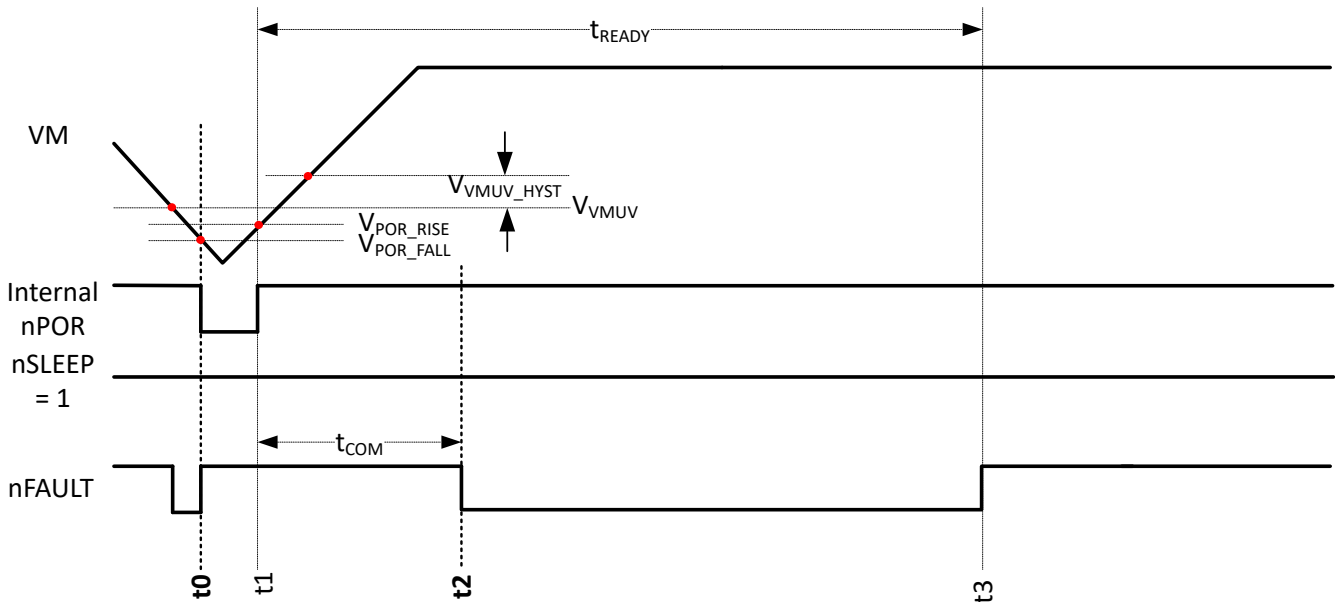 tREADY
VM
VVMUV_HYST
VVMUV
VPOR_RISE
VPOR_FALL
Internal
nPOR
nSLEEP
= 1
tCOM
nFAULT
t0
t1
t2
t3